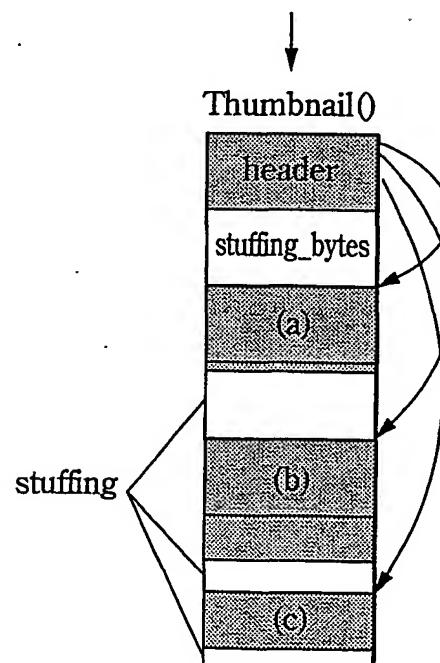 Thumbnail()
header
stuffing_bytes
(a)
stuffing
(b)
(c)